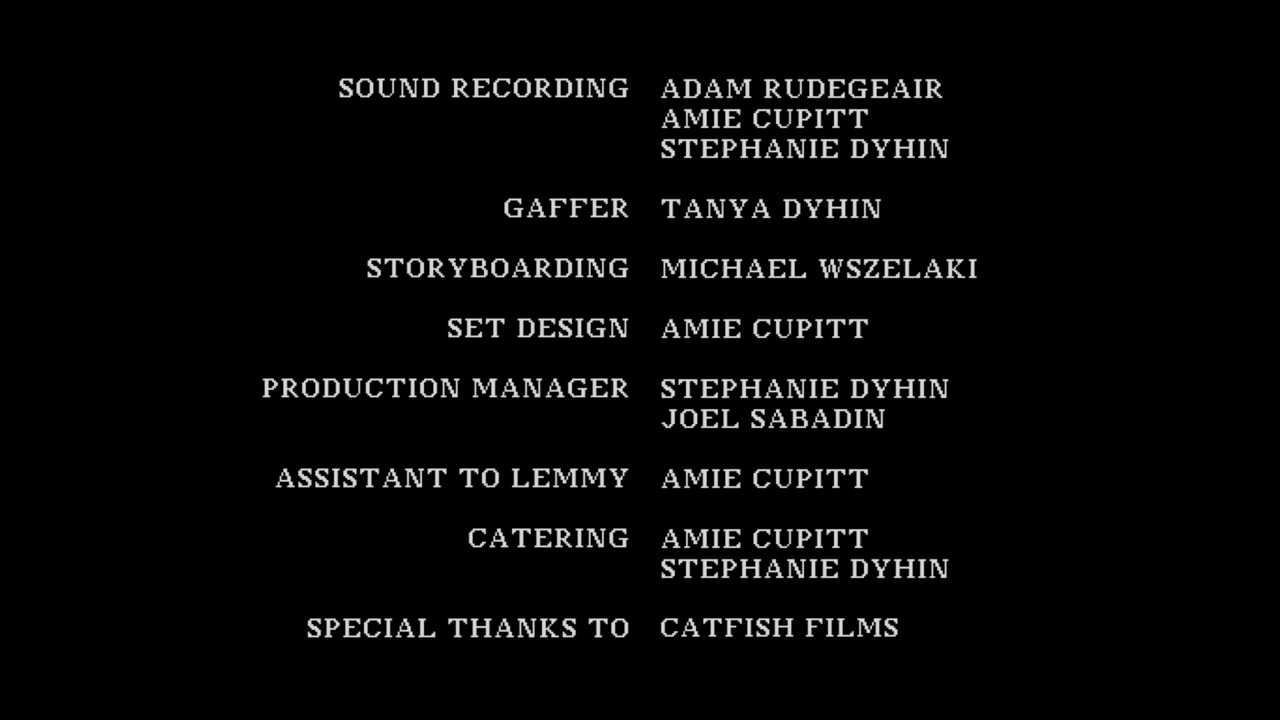 SOUND RECORDING ADAM RUDEGEAIR
AMIE CUPITT
STEPHANIE DYHIN
GAFFER TANYA DYHIN
STORYBOARDING MICHAEL WSZELAKI
SET DESIGN AMIE CUPITT
PRODUCTION MANAGER STEPHANIE DYHIN
JOEL SABADIN
ASSISTANT TO LEMMY AMIE CUPITT
CATERING AMIE CUPITT
STEPHANIE DYHIN
SPECIAL THANKS TO CATFISH FILMS